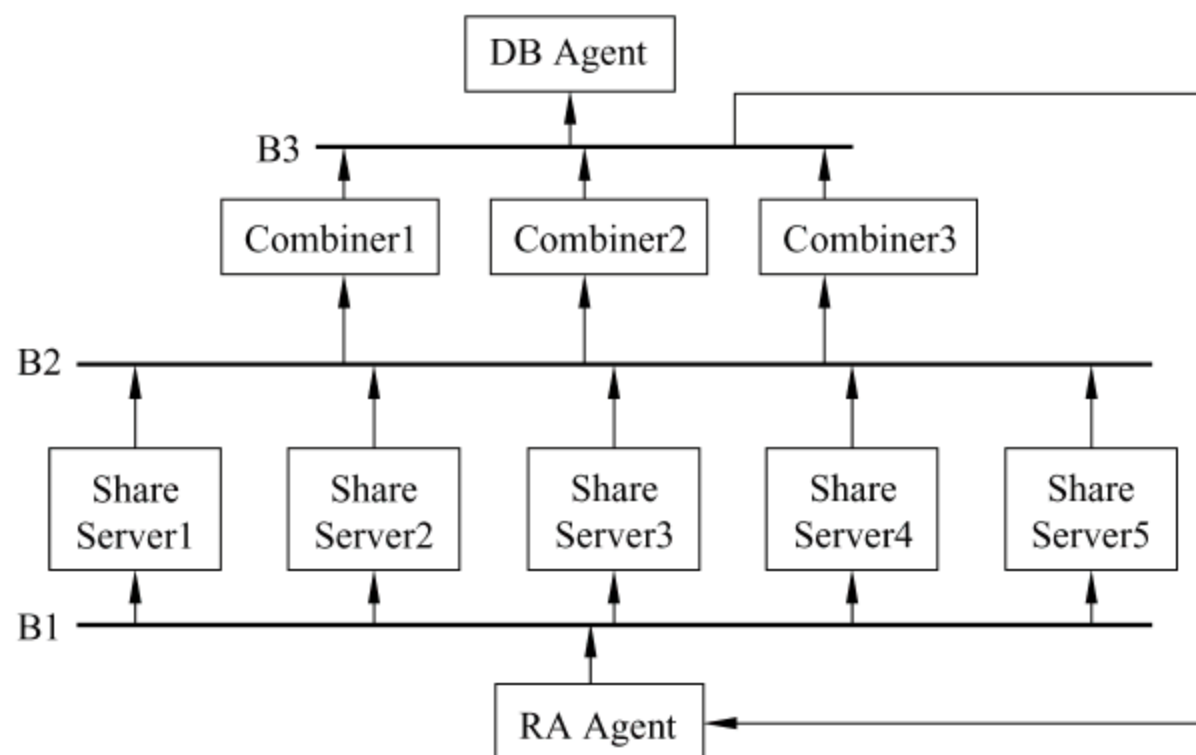 DB Agent
B3
Combiner1
Combiner2
Combiner3
B2
Share
Server1
Share
Server2
Share
Server3
Share
Server4
Share
Server5
B1
RA Agent